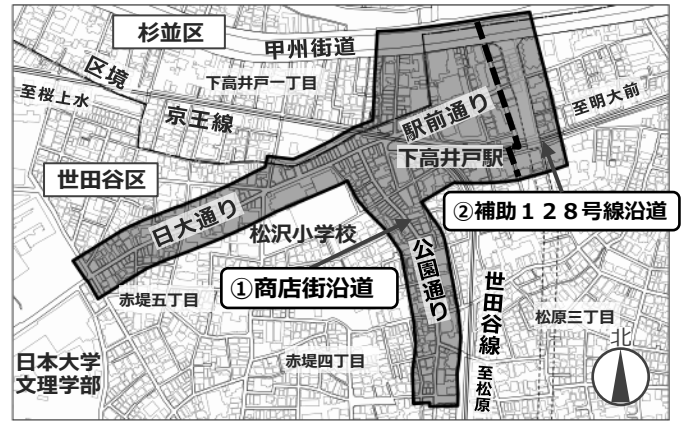 杉並区
甲州街道
区境
下高井戸一丁目
至桜上水
京王線
駅前通り
至明大前
下高井戸駅
世田谷区
②補助１２８号線沿道
日大通り
松沢小学校
①商店街沿道
公園通り
赤堤五丁目
世田谷線
至松原
松原三丁目
北
日本大学
文理学部
赤堤四丁目